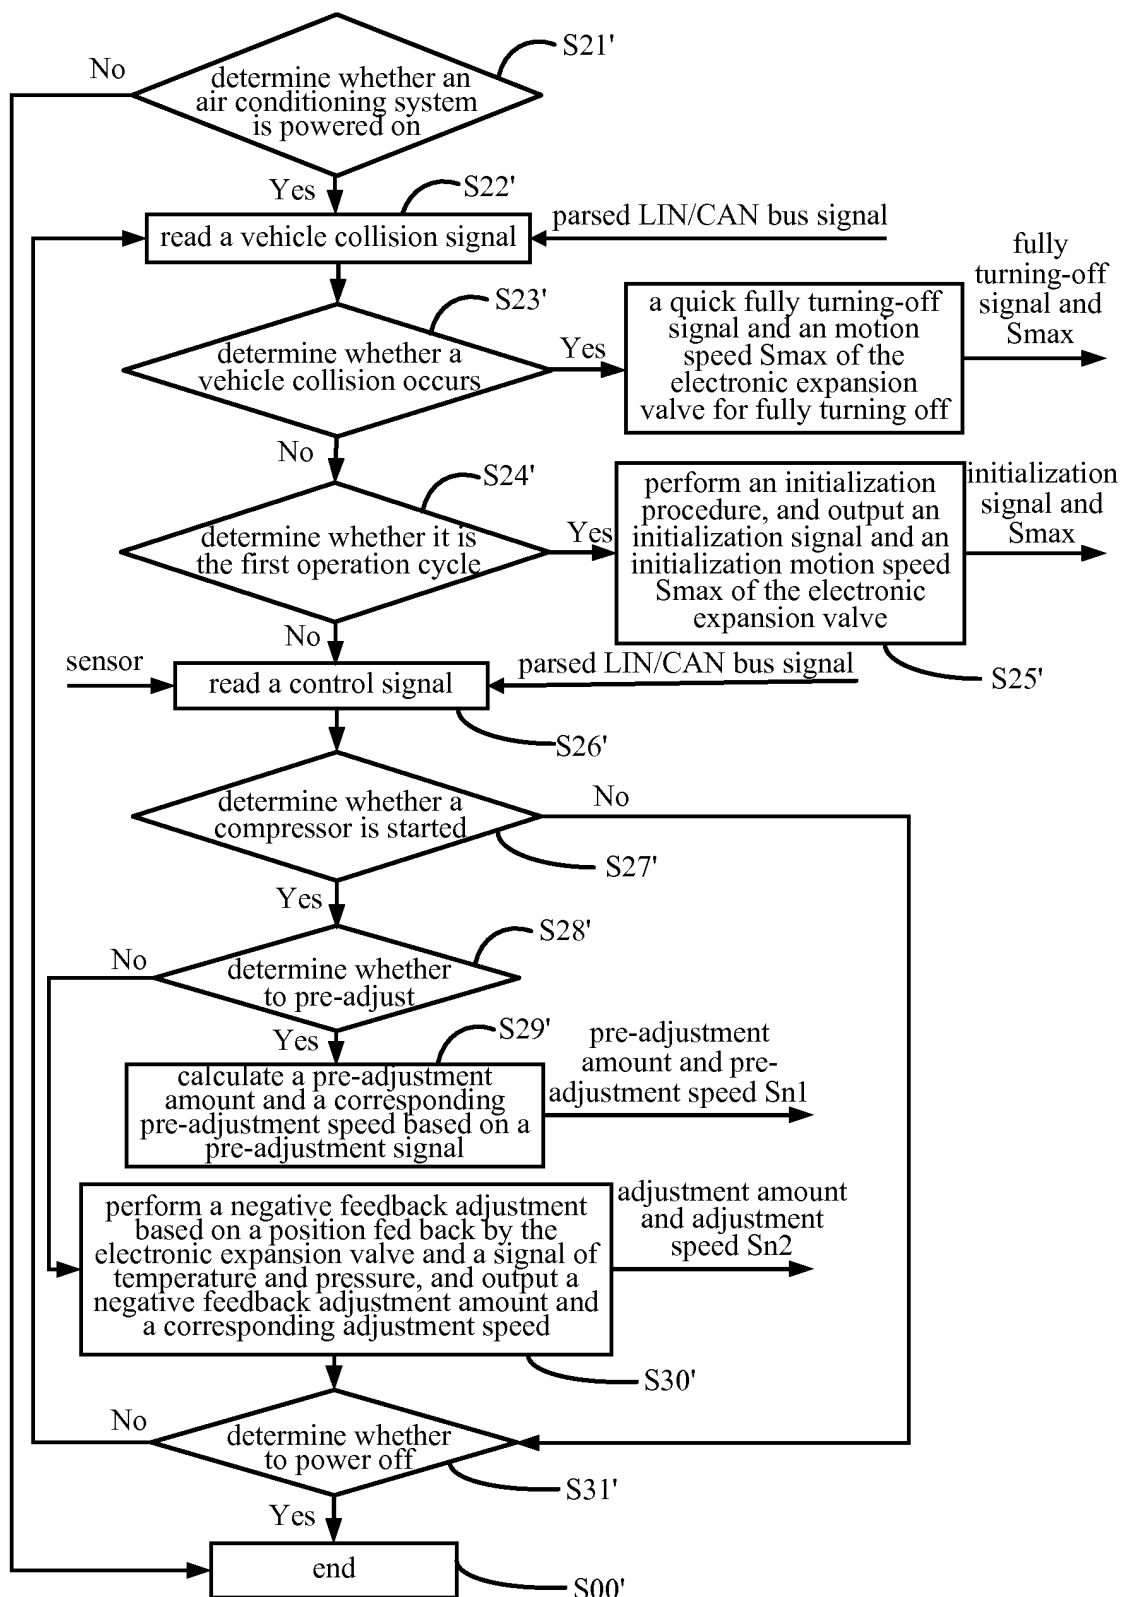 S21'
No
determine whether an
air conditioning system
is powered on
Yes
S22'
parsed LIN/CAN bus signal
read a vehicle collision signal
fully
turning-off
signal and
Smax
S23'
a quick fully turning-off
signal and an motion
speed Smax of the
electronic expansion
valve for fully turning off
determine whether a
vehicle collision occurs
Yes
No
S24'
initialization
signal and
Smax
perform an initialization
procedure, and output an
initialization signal and an
initialization motion speed
Smax of the electronic
expansion valve
determine whether it is
the first operation cycle
Yes
No
sensor
parsed LIN/CAN bus signal
S25'
read a control signal
S26'
determine whether a
compressor is started
No
S27'
Yes
S28'
No
determine whether
to pre-adjust
Yes
S29'
pre-adjustment
amount and pre-
adjustment speed Sn1
calculate a pre-adjustment
amount and a corresponding
pre-adjustment speed based on a
pre-adjustment signal
adjustment amount
and adjustment
speed Sn2
perform a negative feedback adjustment
based on a position fed back by the
electronic expansion valve and a signal of
temperature and pressure, and output a
negative feedback adjustment amount and
a corresponding adjustment speed
S30'
No
determine whether
to power off
S31'
Yes
end
S00'